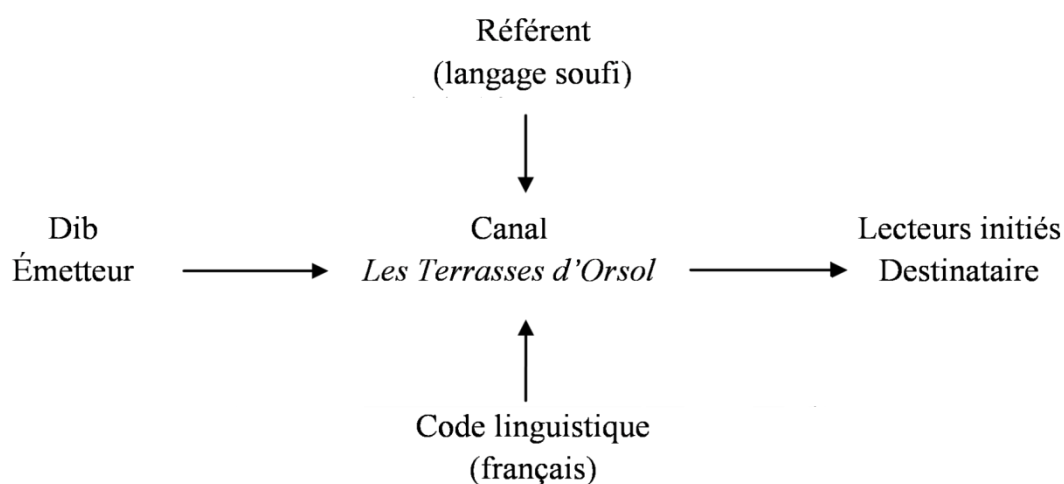 Référent
(langage soufi)
Dib
Émetteur
Canal
Les Terrasses d’Orsol
Lecteurs initiés
Destinataire
Code linguistique
(français)